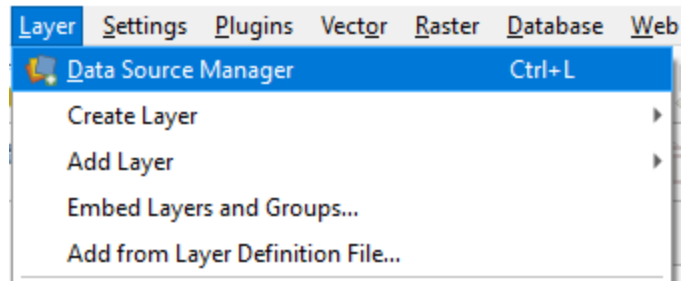 Layer Settings Plugins Vector Raster Database Web
Data Source Manager Ctrl+L
Create Layer
Add Layer
Embed Layers and Groups...
Add from Layer Definition File...